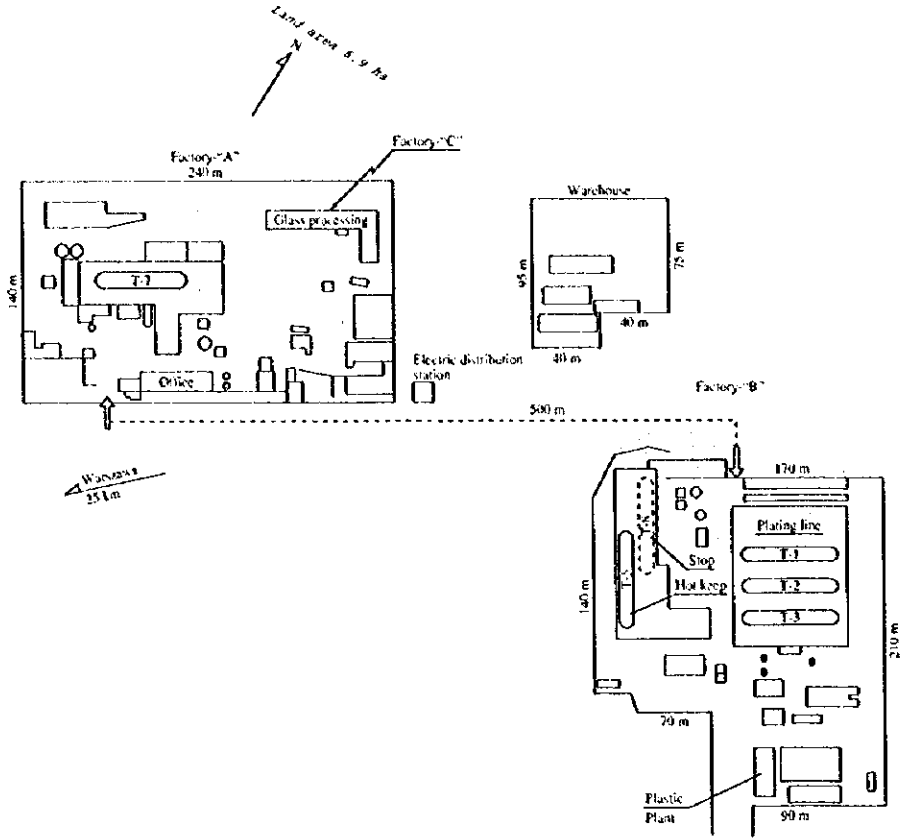 Land area 6.9 ha
N
Factory-"C"
Factory-"A"
240 m
Glass processing
Warehouse
140 m
T-7
95 m
75 m
40 m
40 m
Office
Electric distribution
station
Factory-"B"
500 m
Warszawa
25 km
170 m
Plating line
Stop
T-1
Hot keep
T-2
T-3
140 m
210 m
70 m
Plastic
Plant
90 m